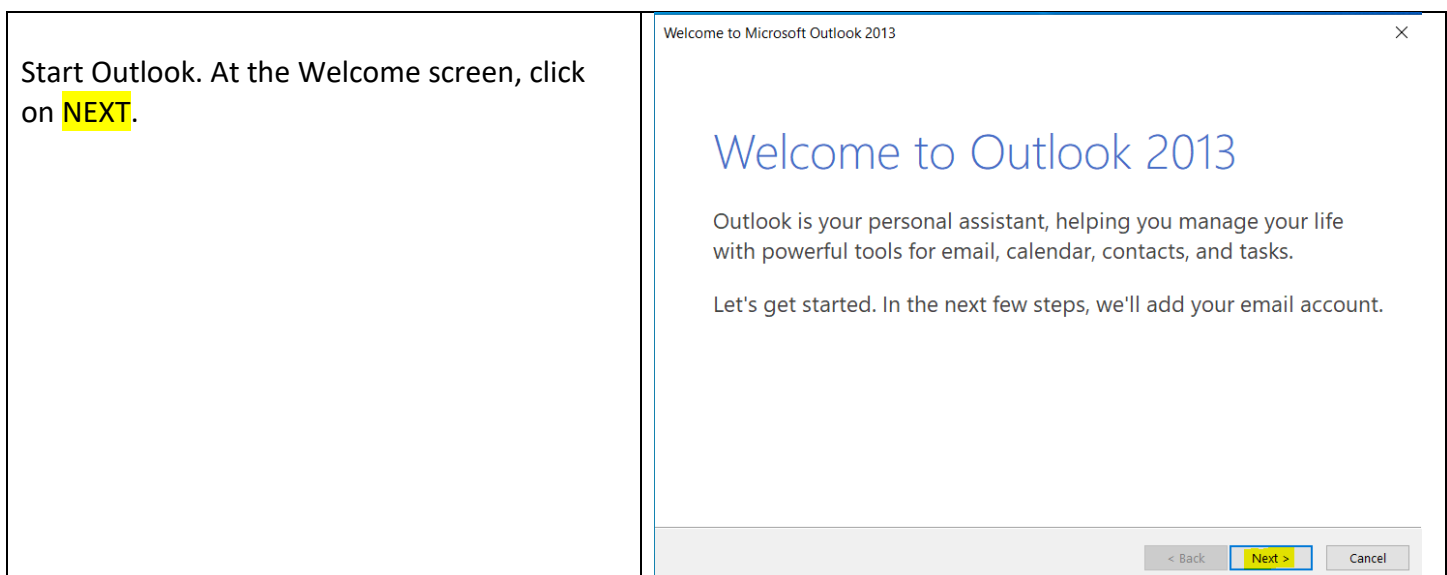 Start Outlook. At the Welcome screen, click
on NEXT.
Welcome to Microsoft Outlook 2013
Welcome to Outlook 2013
Outlook is your personal assistant, helping you manage your life
with powerful tools for email, calendar, contacts, and tasks.
Let's get started. In the next few steps, we'll add your email account.
< Back Next > Cancel